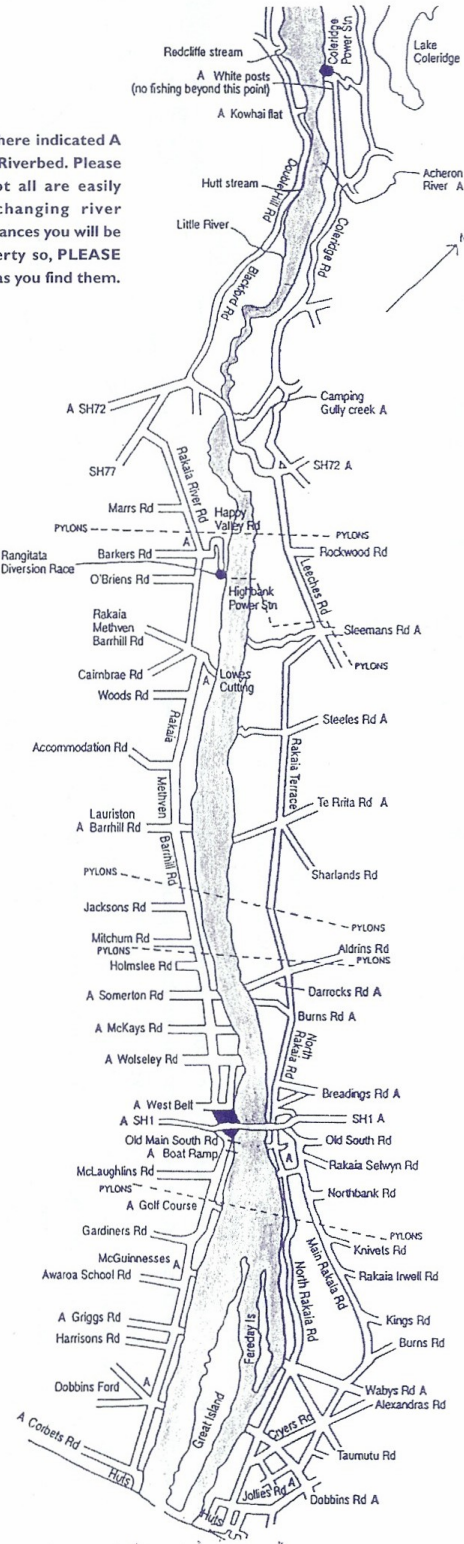 here indicated A
Riverbed. Please
ot all are easily
changing river
ances you will be
erty so, PLEASE
as you find them.
Redcliffe stream
Coleridge
Power Stn
Lake
Coleridge
A White posts
(no fishing beyond this point)
A Kowhai flat
Doublehill Rd
Hutt stream
Acheron
River A
Little River
Coleridge Rd
Blackford Rd
Camping
Gully creek A
A SH72
SH77
SH72 A
Rakaia River Rd
Marrs Rd
Happy
Valley Rd
PYLONS
PYLONS
A
Barkers Rd
Rockwood Rd
Rangitata
Diversion Race
O'Briens Rd
Leeches Rd
Highbank
Power Stn
Rakaia
Methven
Barrhill Rd
Sleemans Rd A
PYLONS
Cairnbrae Rd
A
Lowes
Cutting
Woods Rd
Rakaia
Steeles Rd A
Accommodation Rd
Rakaia Terrace
Methven
Te Rrita Rd A
Lauriston
A Barrhill Rd
Barrhill Rd
Sharlands Rd
PYLONS
Jacksons Rd
PYLONS
Mitchum Rd
PYLONS
Aldrins Rd
PYLONS
Holmslee Rd
Darrocks Rd A
A Somerton Rd
Burns Rd A
A McKays Rd
North
Rakaia Rd
A Wolseley Rd
Breadings Rd A
A West Belt
A SH1
SH1 A
Old Main South Rd
Old South Rd
A Boat Ramp
A
Rakaia Selwyn Rd
McLaughlins Rd
PYLONS
Northbank Rd
A Golf Course
Gardiners Rd
PYLONS
Knivets Rd
McGuinnesses
A
Main Rakaia Rd
Awaroa School Rd
Rakaia Irwell Rd
North Rakaia Rd
A Griggs Rd
Kings Rd
Harrisons Rd
Fereday Is
Burns Rd
A
Dobbins Ford
Great Island
Wabys Rd A
Alexandras Rd
A Corbets Rd
Cryers Rd
Taumutu Rd
Huts
Jollies Rd A
Dobbins Rd A
Huts